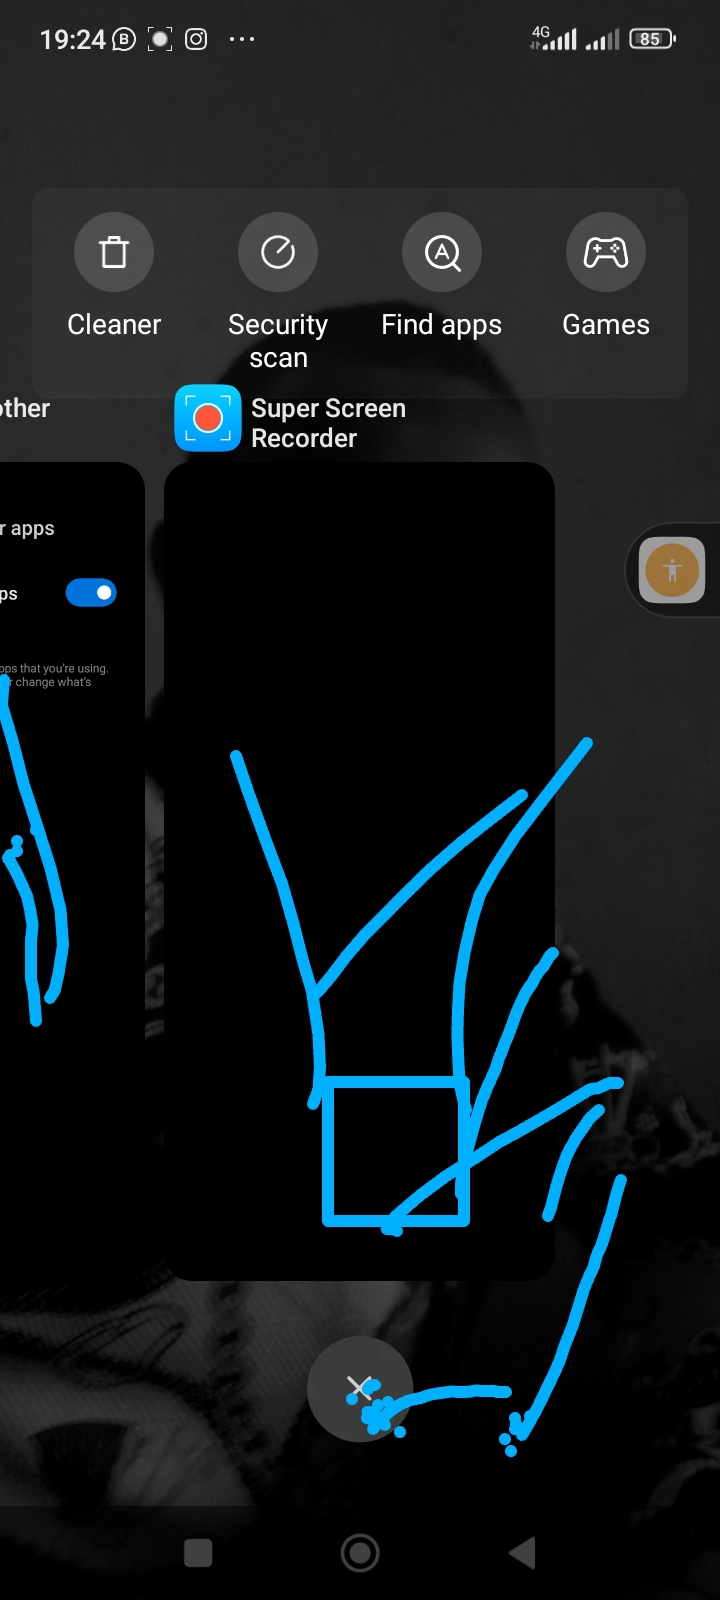 19:24
4G
85
Cleaner
Security scan
Find apps
Games
other
Super Screen
Recorder
r apps
ps
pps that you're using.
r change what's